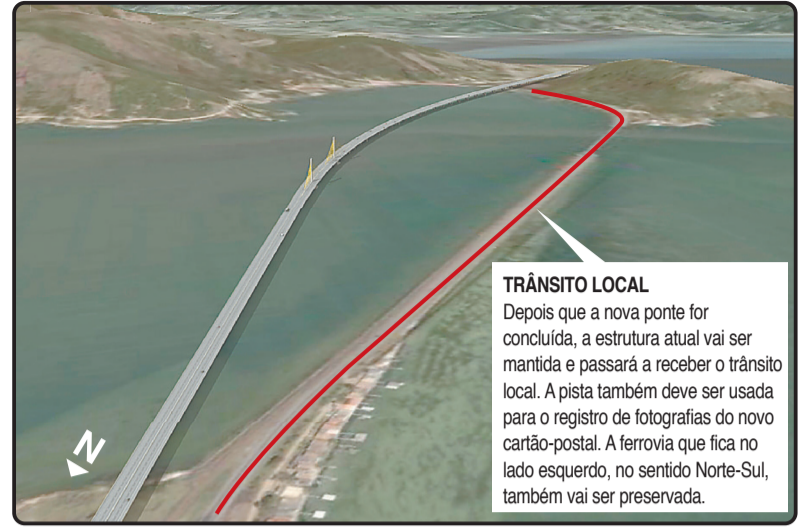 TRÂNSITO LOCAL
Depois que a nova ponte for
concluída, a estrutura atual vai ser
mantida e passará a receber o trânsito
local. A pista também deve ser usada
para o registro de fotografias do novo
cartão-postal. A ferrovia que fica no
lado esquerdo, no sentido Norte-Sul,
também vai ser preservada.
N